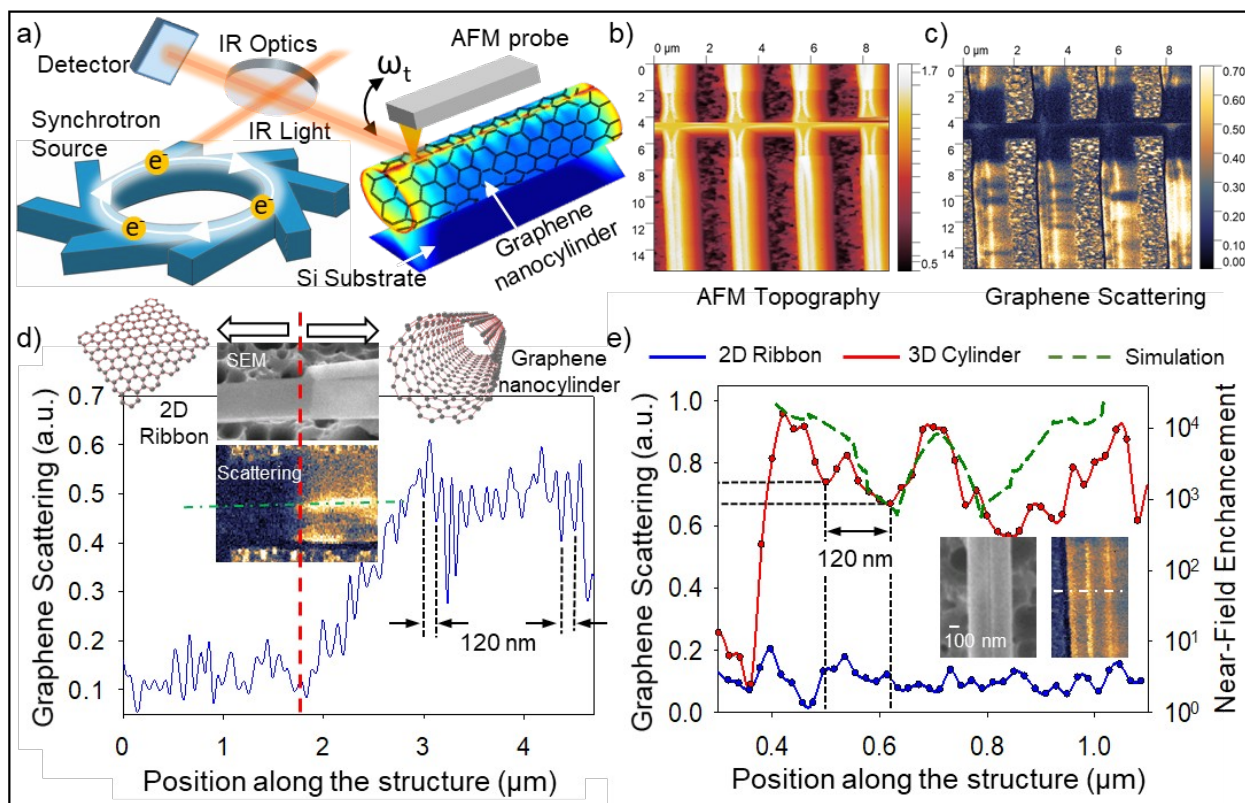 a)
IR Optics
AFM probe
Detector
ωt
IR Light
Synchrotron
Source
e-
e-
e-
e-
Graphene
nanocylinder
Si Substrate
b)
0 µm 2 4 6 8
0
2
4
6
8
10
12
14
1.7
0.5
AFM Topography
c)
0 µm 2 4 6 8
0
2
4
6
8
10
12
14
0.70
0.60
0.50
0.40
0.30
0.20
0.10
0.00
Graphene Scattering
d)
SEM
Graphene
nanocylinder
2D
Ribbon
Scattering
120 nm
Graphene Scattering (a.u.)
0.7
0.6
0.5
0.4
0.3
0.2
0.1
0 1 2 3 4
Position along the structure (µm)
e)
2D Ribbon 3D Cylinder Simulation
Graphene Scattering (a.u.)
1.0
0.8
0.6
0.4
0.2
0.0
120 nm
100 nm
10^4
10^3
10^2
10^1
10^0
Near-Field Enhancement
0.4 0.6 0.8 1.0
Position along the structure (µm)